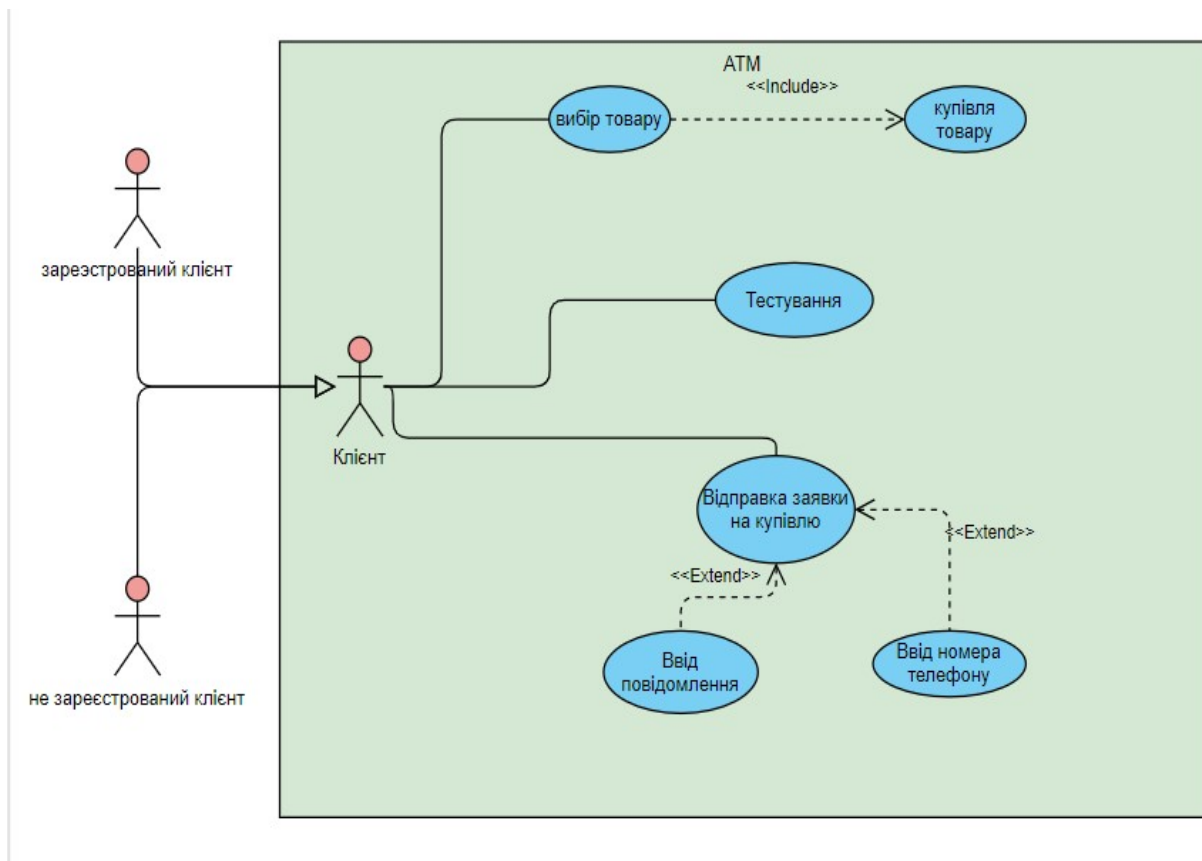 ATM
<<Include>>
вибір товару
купівля
товару
зареэстрований клієнт
Тестування
Клієнт
Відправка заявки
на купівлю
<<Extend>>
<<Extend>>
Ввід
повідомлення
Ввід номера
телефону
не зареєстрований клієнт